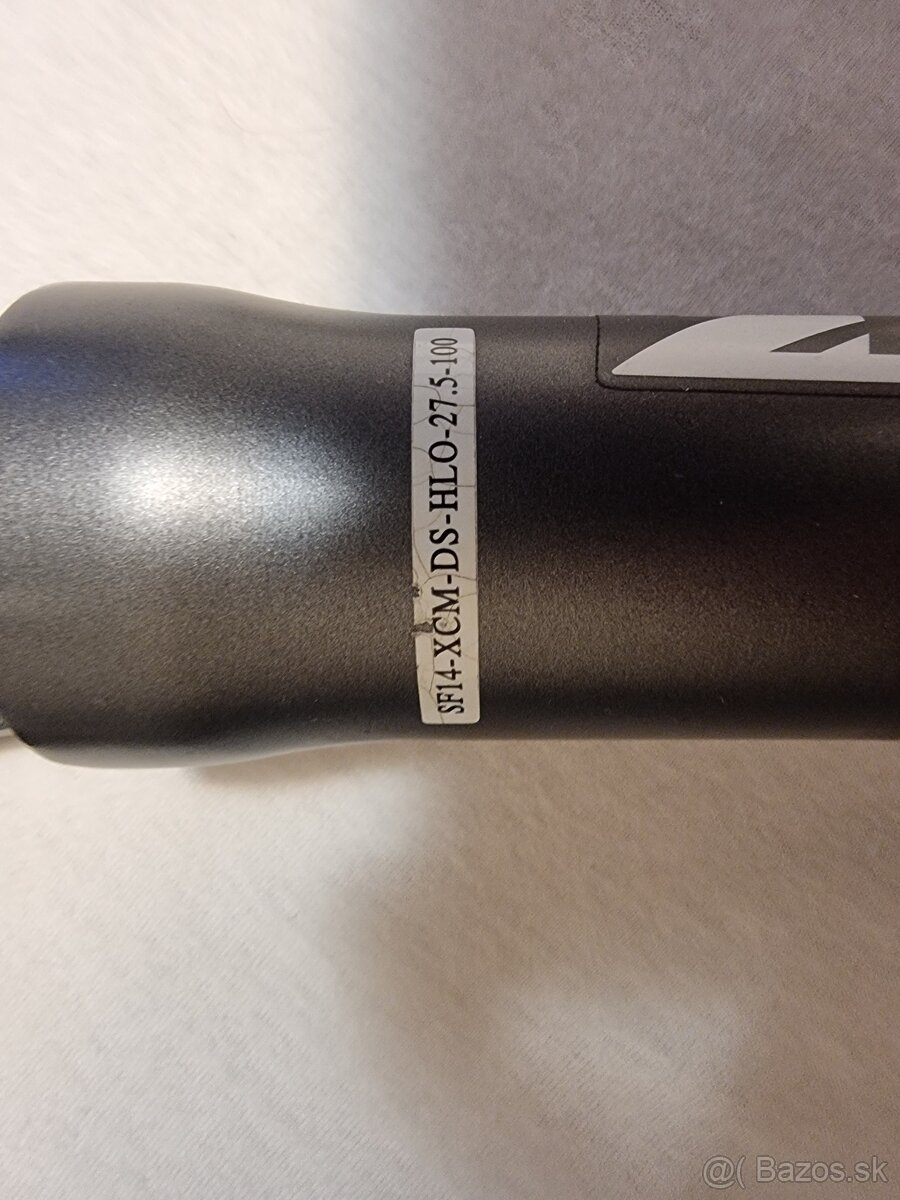 SF14-XCM-DS-HLO-27.5-100
@( Bazos.sk